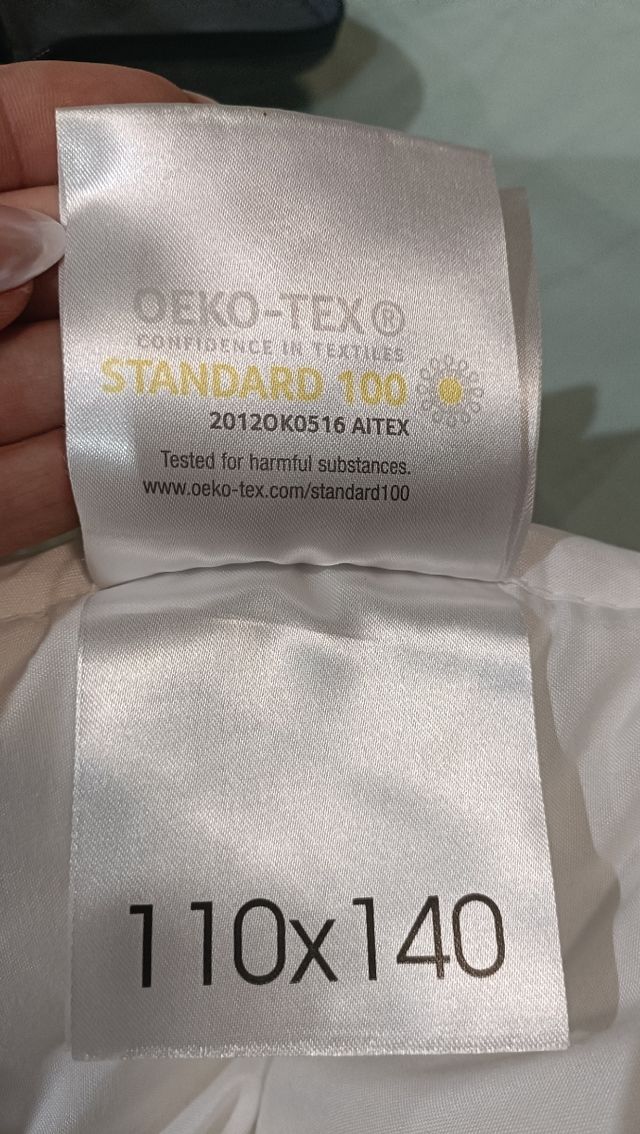 OEKO-TEX®
CONFIDENCE IN TEXTILES
STANDARD 100
2012OK0516 AITEX
Tested for harmful substances.
www.oeko-tex.com/standard100
110x140